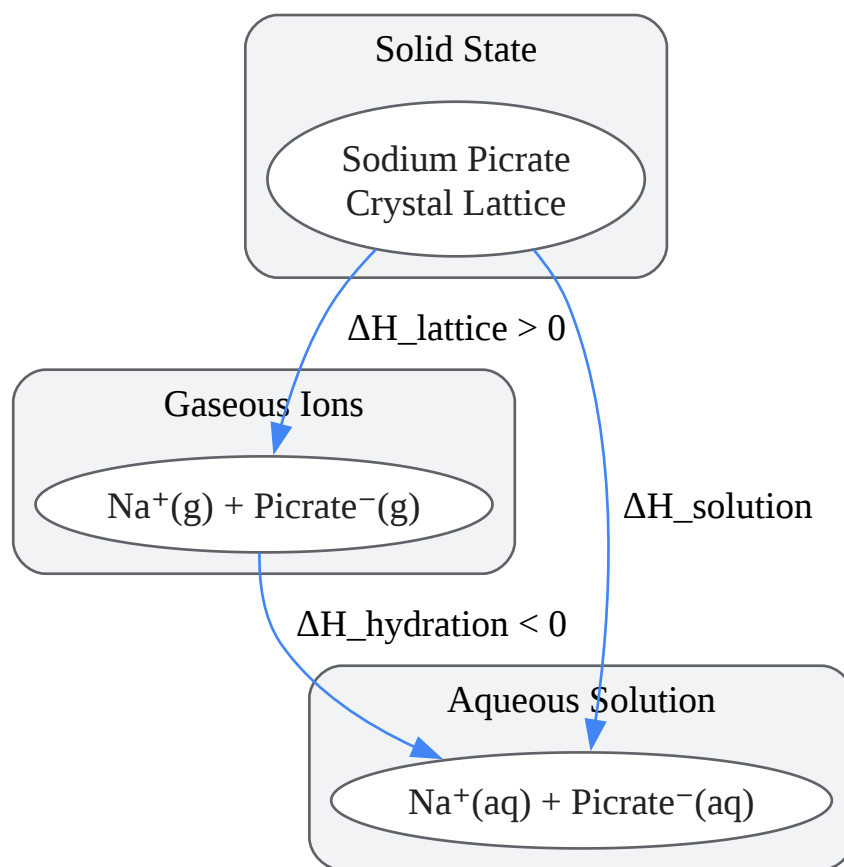 Solid State
Sodium Picrate
Crystal Lattice
ΔH_lattice > 0
Gaseous Ions
Na⁺(g) + Picrate⁻(g)
ΔH_solution
ΔH_hydration < 0
Aqueous Solution
Na⁺(aq) + Picrate⁻(aq)